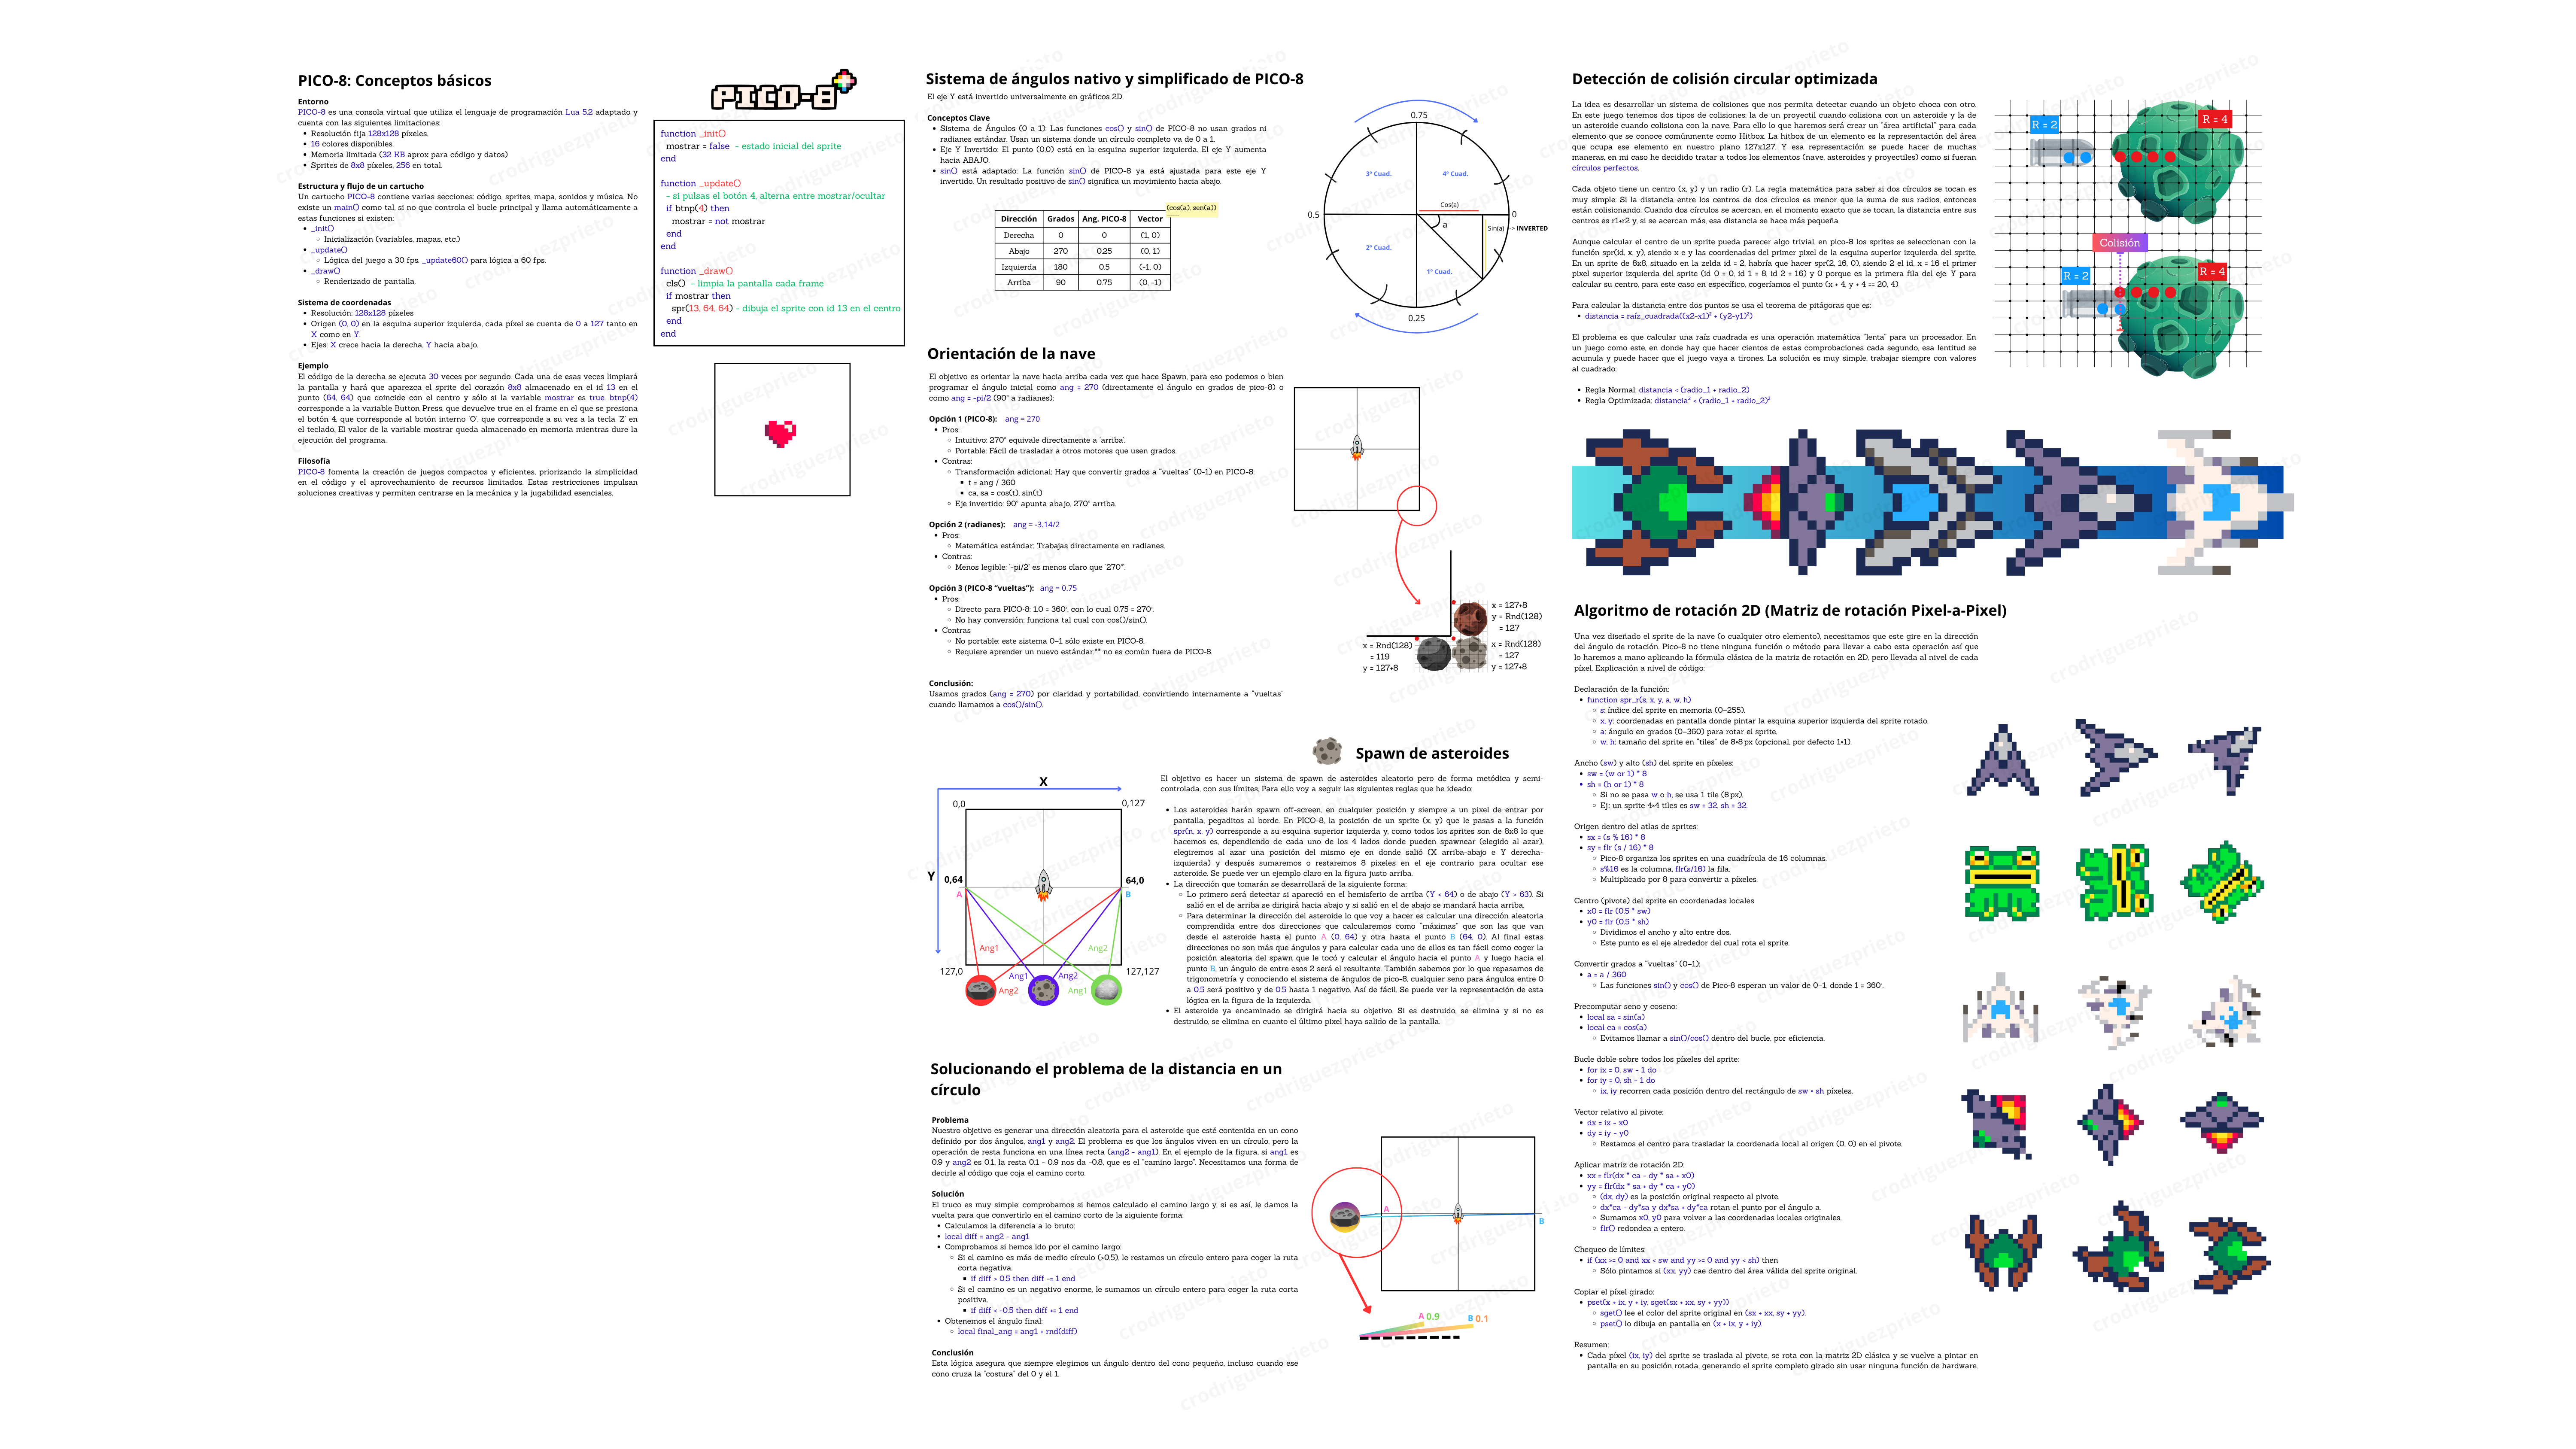 PICO-8: Conceptos básicos
Entorno
PICO-8 es una consola virtual que utiliza el lenguaje de programación Lua 5.2 adaptado y
cuenta con las siguientes limitaciones:
• Resolución fija 128x128 píxeles.
• 16 colores disponibles.
• Memoria limitada (32 KB aprox para código y datos)
• Sprites de 8x8 píxeles, 256 en total.
Estructura y flujo de un cartucho
Un cartucho PICO-8 contiene varias secciones: código, sprites, mapa, sonidos y música. No
existe un main() como tal, si no que controla el bucle principal y llama automáticamente a
estas funciones si existen:
• _init()
◦ Inicialización (variables, mapas, etc.)
• _update()
◦ Lógica del juego a 30 fps. _update60() para lógica a 60 fps.
• _draw()
◦ Renderizado de pantalla.
Sistema de coordenadas
• Resolución: 128x128 píxeles
• Origen (0, 0) en la esquina superior izquierda, cada píxel se cuenta de 0 a 127 tanto en
X como en Y.
• Ejes: X crece hacia la derecha, Y hacia abajo.
Ejemplo
El código de la derecha se ejecuta 30 veces por segundo. Cada una de esas veces limpiará
la pantalla y hará que aparezca el sprite del corazón 8x8 almacenado en el id 13 en el
punto (64, 64) que coincide con el centro y sólo si la variable mostrar es true, btnp(4)
corresponde a la variable Button Press, que devuelve true en el frame en el que se presiona
el botón 4, que corresponde al botón interno 'O', que corresponde a su vez a la tecla 'Z' en
el teclado. El valor de la variable mostrar queda almacenado en memoria mientras dure la
ejecución del programa.
Filosofía
PICO-8 fomenta la creación de juegos compactos y eficientes, priorizando la simplicidad
en el código y el aprovechamiento de recursos limitados. Estas restricciones impulsan
soluciones creativas y permiten centrarse en la mecánica y la jugabilidad esenciales.
PICO-8
function _init()
mostrar = false - estado inicial del sprite
end
function _update()
- si pulsas el botón 4, alterna entre mostrar/ocultar
if btnp(4) then
mostrar = not mostrar
end
end
function _draw()
cls() - limpia la pantalla cada frame
if mostrar then
spr(13, 64, 64) - dibuja el sprite con id 13 en el centro
end
end
Sistema de ángulos nativo y simplificado de PICO-8
El eje Y está invertido universalmente en gráficos 2D.
Conceptos Clave
• Sistema de Ángulos (0 a 1): Las funciones cos() y sin() de PICO-8 no usan grados ni
radianes estándar. Usan un sistema donde un círculo completo va de 0 a 1.
• Eje Y Invertido: El punto (0,0) está en la esquina superior izquierda. El eje Y aumenta
hacia ABAJO.
• sin() está adaptado: La función sin() de PICO-8 ya está ajustada para este eje Y
invertido. Un resultado positivo de sin() significa un movimiento hacia abajo.
(cos(a), sen(a))
Dirección Grados Ang. PICO-8 Vector
Derecha 0 0 (1, 0)
Abajo 270 0.25 (0, 1)
Izquierda 180 0.5 (-1, 0)
Arriba 90 0.75 (0, -1)
0.75
3º Cuad. 4º Cuad.
Cos(a)
0.5 0
a Sin(a) -> INVERTED
2º Cuad.
1º Cuad.
0.25
Orientación de la nave
El objetivo es orientar la nave hacia arriba cada vez que hace Spawn, para eso podemos o bien
programar el ángulo inicial como ang = 270 (directamente el ángulo en grados de pico-8) o
como ang = -pi/2 (90° a radianes):
Opción 1 (PICO-8): ang = 270
• Pros:
◦ Intuitivo: 270° equivale directamente a 'arriba'.
◦ Portable: Fácil de trasladar a otros motores que usen grados.
• Contras:
◦ Transformación adicional: Hay que convertir grados a "vueltas" (0-1) en PICO-8:
▪ t = ang / 360
▪ ca, sa = cos(t), sin(t)
◦ Eje invertido: 90° apunta abajo, 270° arriba.
Opción 2 (radianes): ang = -3.14/2
• Pros:
◦ Matemática estándar: Trabajas directamente en radianes.
• Contras:
◦ Menos legible: '-pi/2' es menos claro que '270°'.
Opción 3 (PICO-8 "vueltas"): ang = 0.75
• Pros:
◦ Directo para PICO-8: 1.0 = 360°, con lo cual 0.75 = 270°.
◦ No hay conversión: funciona tal cual con cos()/sin().
• Contras
◦ No portable: este sistema 0–1 sólo existe en PICO-8.
◦ Requiere aprender un nuevo estándar:** no es común fuera de PICO-8.
Conclusión:
Usamos grados (ang = 270) por claridad y portabilidad, convirtiendo internamente a "vueltas"
cuando llamamos a cos()/sin().
x = 127+8
y = Rnd(128)
= 127
x = Rnd(128)
= 119
y = 127+8
x = Rnd(128)
= 127
y = 127+8
Spawn de asteroides
El objetivo es hacer un sistema de spawn de asteroides aleatorio pero de forma metódica y semi-
controlada, con sus límites. Para ello voy a seguir las siguientes reglas que he ideado:
• Los asteroides harán spawn off-screen, en cualquier posición y siempre a un pixel de entrar por
pantalla, pegaditos al borde. En PICO-8, la posición de un sprite (x, y) que le pasas a la función
spr(n, x, y) corresponde a su esquina superior izquierda y, como todos los sprites son de 8x8 lo que
hacemos es, dependiendo de cada uno de los 4 lados donde pueden spawnear (elegido al azar),
elegiremos al azar una posición del mismo eje en donde salió (X arriba-abajo e Y derecha-
izquierda) y después sumaremos o restaremos 8 pixeles en el eje contrario para ocultar ese
asteroide. Se puede ver un ejemplo claro en la figura justo arriba.
• La dirección que tomarán se desarrollará de la siguiente forma:
◦ Lo primero será detectar si apareció en el hemisferio de arriba (Y < 64) o de abajo (Y > 63). Si
salió en el de arriba se dirigirá hacia abajo y si salió en el de abajo se mandará hacia arriba.
◦ Para determinar la dirección del asteroide lo que voy a hacer es calcular una dirección aleatoria
comprendida entre dos direcciones que calcularemos como "máximas" que son las que van
desde el asteroide hasta el punto A (0, 64) y otra hasta el punto B (64, 0). Al final estas
direcciones no son más que ángulos y para calcular cada uno de ellos es tan fácil como coger la
posición aleatoria del spawn que le tocó y calcular el ángulo hacia el punto A y luego hacia el
punto B, un ángulo de entre esos 2 será el resultante. También sabemos por lo que repasamos de
trigonometría y conociendo el sistema de ángulos de pico-8, cualquier seno para ángulos entre 0
a 0.5 será positivo y de 0.5 hasta 1 negativo. Así de fácil. Se puede ver la representación de esta
lógica en la figura de la izquierda.
• El asteroide ya encaminado se dirigirá hacia su objetivo. Si es destruido, se elimina y si no es
destruido, se elimina en cuanto el último pixel haya salido de la pantalla.
X
0,0 0,127
Y 0,64 64,0
A B
Ang1 Ang2
127,0 127,127
Ang1 Ang2
Ang2 Ang1
Solucionando el problema de la distancia en un
círculo
Problema
Nuestro objetivo es generar una dirección aleatoria para el asteroide que esté contenida en un cono
definido por dos ángulos, ang1 y ang2. El problema es que los ángulos viven en un círculo, pero la
operación de resta funciona en una línea recta (ang2 - ang1). En el ejemplo de la figura, si ang1 es
0.9 y ang2 es 0.1, la resta 0.1 - 0.9 nos da -0.8, que es el "camino largo". Necesitamos una forma de
decirle al código que coja el camino corto.
Solución
El truco es muy simple: comprobamos si hemos calculado el camino largo y, si es así, le damos la
vuelta para convertirlo en el camino corto de la siguiente forma:
• Calculamos la diferencia a lo bruto:
• local diff = ang2 - ang1
• Comprobamos si hemos ido por el camino largo:
◦ Si el camino es más de medio círculo (>0,5), le restamos un círculo entero para coger la ruta
corta negativa.
▪ if diff > 0.5 then diff -= 1 end
◦ Si el camino es un negativo enorme, le sumamos un círculo entero para coger la ruta corta
positiva.
▪ if diff < -0.5 then diff += 1 end
• Obtenemos el ángulo final:
◦ local final_ang = ang1 + rnd(diff)
Conclusión
Esta lógica asegura que siempre elegimos un ángulo dentro del cono pequeño, incluso cuando ese
cono cruza la "costura" del 0 y el 1.
A
B
A 0.9
B 0.1
Detección de colisión circular optimizada
La idea es desarrollar un sistema de colisiones que nos permita detectar cuando un objeto choca con otro.
En este juego tenemos dos tipos de colisiones: la de un proyectil cuando colisiona con un asteroide y la de
un asteroide cuando colisiona con la nave. Para ello lo que haremos será crear un "área artificial" para cada
elemento que se conoce comúnmente como Hitbox. La hitbox de un elemento es la representación del área
que ocupa ese elemento en nuestro plano 127x127. Y esa representación se puede hacer de muchas
maneras, en mi caso he decidido tratar a todos los elementos (nave, asteroides y proyectiles) como si fueran
círculos perfectos.
Cada objeto tiene un centro (x, y) y un radio (r). La regla matemática para saber si dos círculos se tocan es
muy simple: Si la distancia entre los centros de dos círculos es menor que la suma de sus radios, entonces
están colisionando. Cuando dos círculos se acercan, en el momento exacto que se tocan, la distancia entre sus
centros es r1+r2 y, si se acercan más, esa distancia se hace más pequeña.
Aunque calcular el centro de un sprite pueda parecer algo trivial, en pico-8 los sprites se seleccionan con la
función spr(id, x, y), siendo x e y las coordenadas del primer pixel de la esquina superior izquierda del sprite.
En un sprite de 8x8, situado en la zelda id = 2, habría que hacer spr(2, 16, 0), siendo 2 el id, x = 16 el primer
pixel superior izquierda del sprite (id 0 = 0, id 1 = 8, id 2 = 16) y 0 porque es la primera fila del eje. Y para
calcular su centro, para este caso en específico, cogeríamos el punto (x + 4, y + 4 == 20, 4)
Para calcular la distancia entre dos puntos se usa el teorema de pitágoras que es:
• distancia = raíz_cuadrada((x2-x1)² + (y2-y1)²)
El problema es que calcular una raíz cuadrada es una operación matemática "lenta" para un procesador. En
un juego como este, en donde hay que hacer cientos de estas comprobaciones cada segundo, esa lentitud se
acumula y puede hacer que el juego vaya a tirones. La solución es muy simple, trabajar siempre con valores
al cuadrado:
• Regla Normal: distancia < (radio_1 + radio_2)
• Regla Optimizada: distancia² < (radio_1 + radio_2)²
R = 2
R = 4
Colisión
R = 2
R = 4
Algoritmo de rotación 2D (Matriz de rotación Pixel-a-Pixel)
Una vez diseñado el sprite de la nave (o cualquier otro elemento), necesitamos que este gire en la dirección
del ángulo de rotación. Pico-8 no tiene ninguna función o método para llevar a cabo esta operación así que
lo haremos a mano aplicando la fórmula clásica de la matriz de rotación en 2D, pero llevada al nivel de cada
píxel. Explicación a nivel de código:
Declaración de la función:
• function spr_r(s, x, y, a, w, h)
◦ s: índice del sprite en memoria (0–255).
◦ x, y: coordenadas en pantalla donde pintar la esquina superior izquierda del sprite rotado.
◦ a: ángulo en grados (0–360) para rotar el sprite.
◦ w, h: tamaño del sprite en "tiles" de 8×8 px (opcional, por defecto 1×1).
Ancho (sw) y alto (sh) del sprite en píxeles:
• sw = (w or 1) * 8
• sh = (h or 1) * 8
◦ Si no se pasa w o h, se usa 1 tile (8 px).
◦ Ej.: un sprite 4×4 tiles es sw = 32, sh = 32.
Origen dentro del atlas de sprites:
• sx = (s % 16) * 8
• sy = flr (s / 16) * 8
◦ Pico-8 organiza los sprites en una cuadrícula de 16 columnas.
◦ s%16 es la columna, flr(s/16) la fila.
◦ Multiplicado por 8 para convertir a píxeles.
Centro (pivote) del sprite en coordenadas locales
• x0 = flr (0.5 * sw)
• y0 = flr (0.5 * sh)
◦ Dividimos el ancho y alto entre dos.
◦ Este punto es el eje alrededor del cual rota el sprite.
Convertir grados a "vueltas" (0–1):
• a = a / 360
◦ Las funciones sin() y cos() de Pico-8 esperan un valor de 0–1, donde 1 = 360°.
Precomputar seno y coseno:
• local sa = sin(a)
• local ca = cos(a)
◦ Evitamos llamar a sin()/cos() dentro del bucle, por eficiencia.
Bucle doble sobre todos los píxeles del sprite:
• for ix = 0, sw - 1 do
• for iy = 0, sh - 1 do
◦ ix, iy recorren cada posición dentro del rectángulo de sw × sh píxeles.
Vector relativo al pivote:
• dx = ix - x0
• dy = iy - y0
◦ Restamos el centro para trasladar la coordenada local al origen (0, 0) en el pivote.
Aplicar matriz de rotación 2D:
• xx = flr(dx * ca - dy * sa + x0)
• yy = flr(dx * sa + dy * ca + y0)
◦ (dx, dy) es la posición original respecto al pivote.
◦ dx*ca - dy*sa y dx*sa + dy*ca rotan el punto por el ángulo a.
◦ Sumamos x0, y0 para volver a las coordenadas locales originales.
◦ flr() redondea a entero.
Chequeo de límites:
• if (xx >= 0 and xx < sw and yy >= 0 and yy < sh) then
◦ Sólo pintamos si (xx, yy) cae dentro del área válida del sprite original.
Copiar el píxel girado:
• pset(x + ix, y + iy, sget(sx + xx, sy + yy))
◦ sget() lee el color del sprite original en (sx + xx, sy + yy).
◦ pset() lo dibuja en pantalla en (x + ix, y + iy).
Resumen:
• Cada píxel (ix, iy) del sprite se traslada al pivote, se rota con la matriz 2D clásica y se vuelve a pintar en
pantalla en su posición rotada, generando el sprite completo girado sin usar ninguna función de hardware.
crodriguezprieto